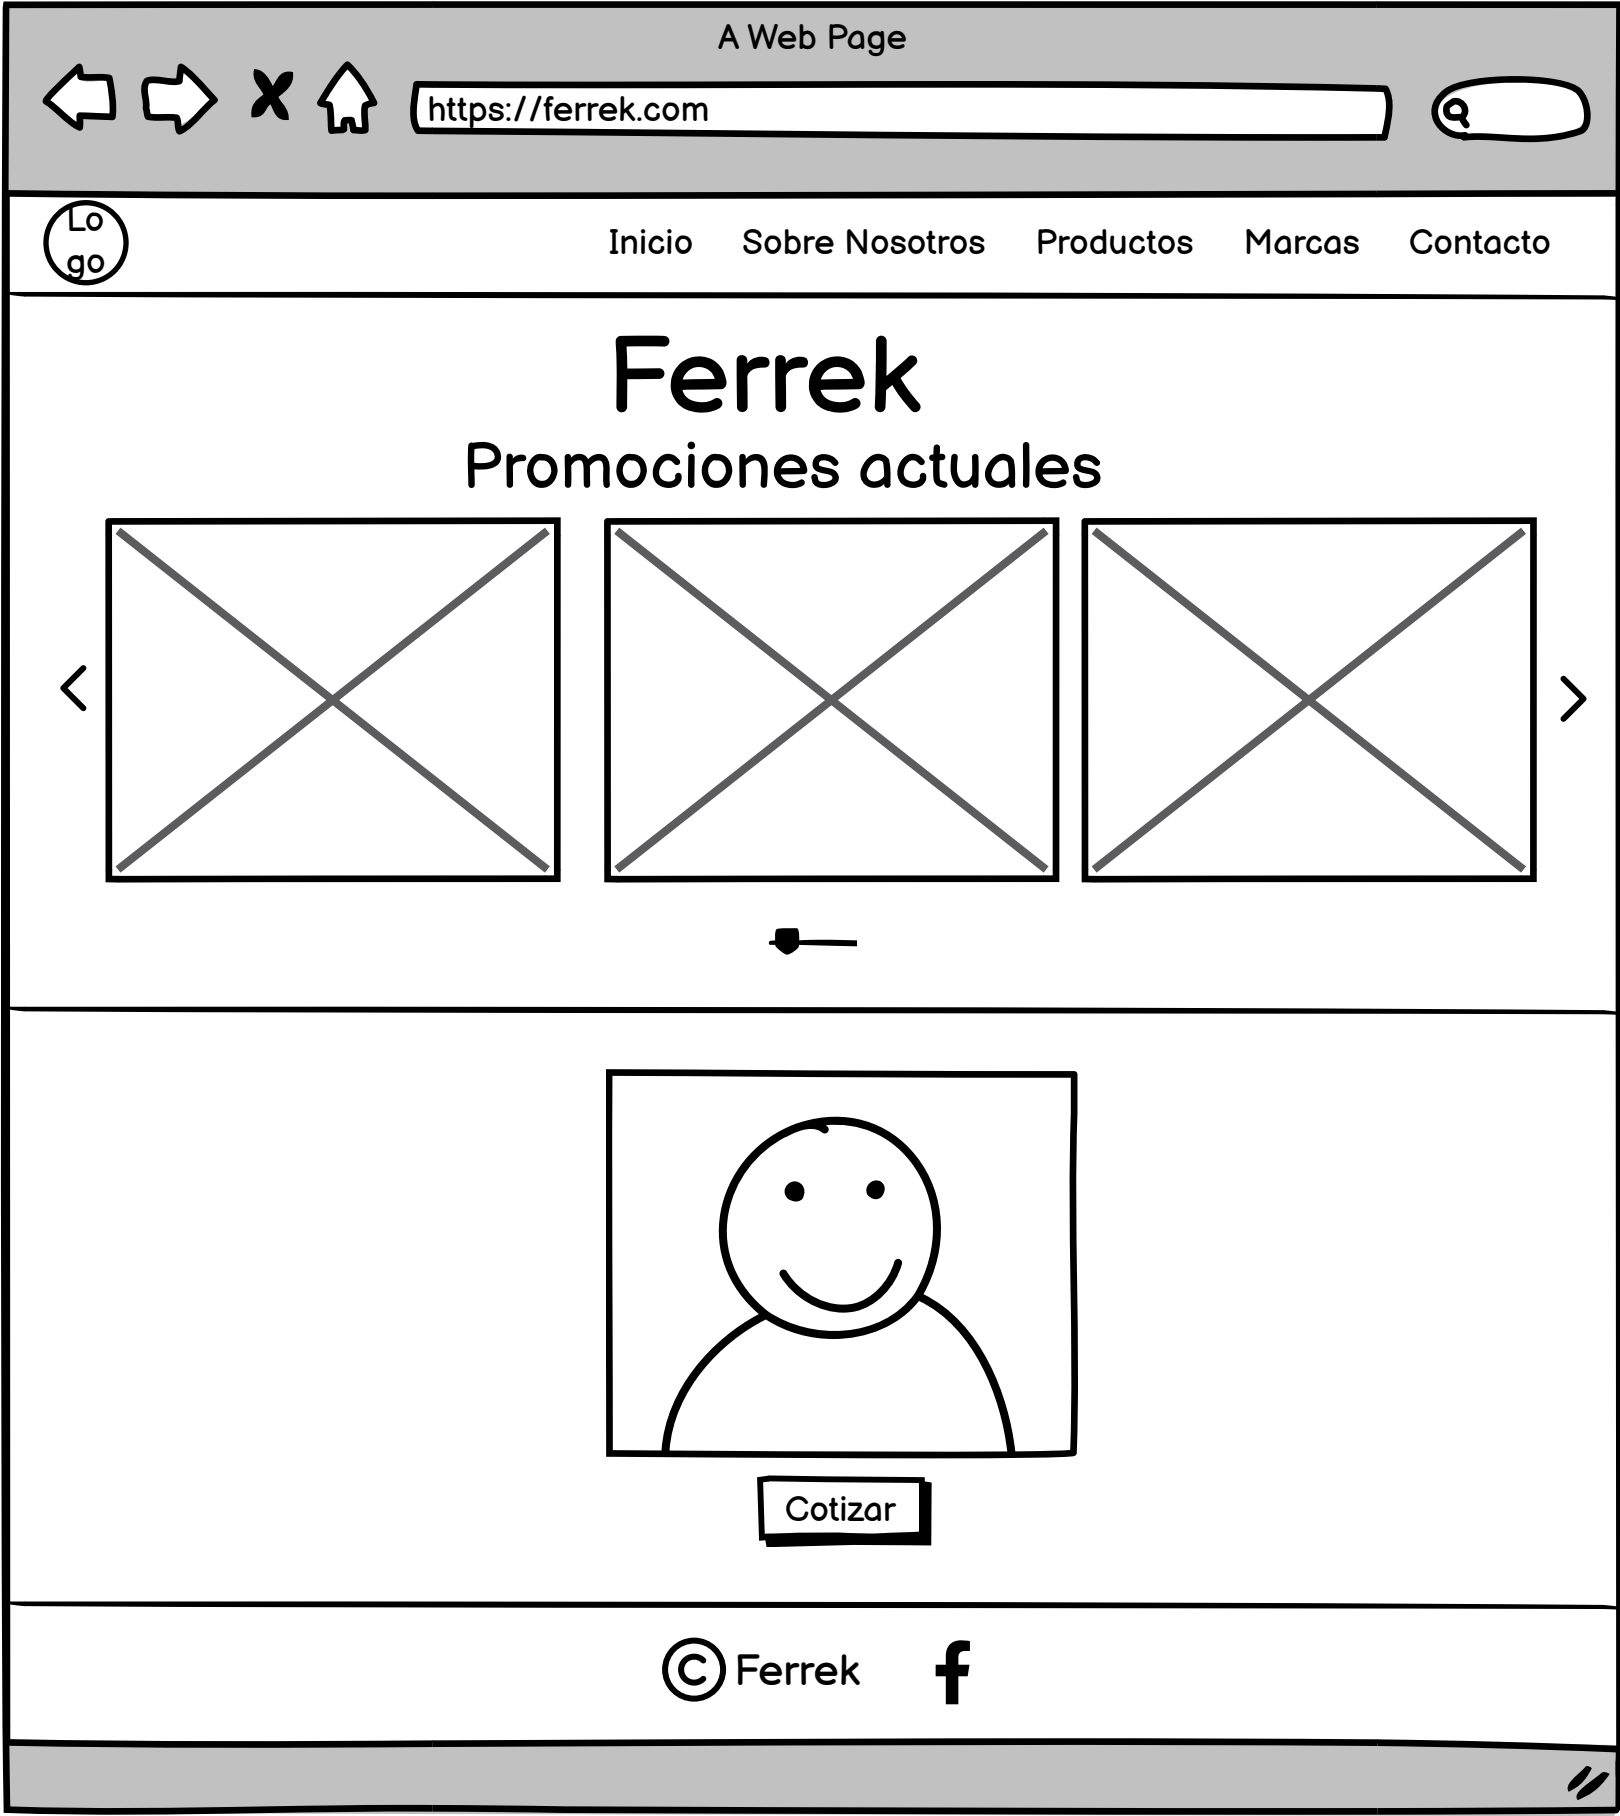 A Web Page
https://ferrek.com
Lo
go
Inicio Sobre Nosotros Productos Marcas Contacto
Ferrek
Promociones actuales
Cotizar
© Ferrek f